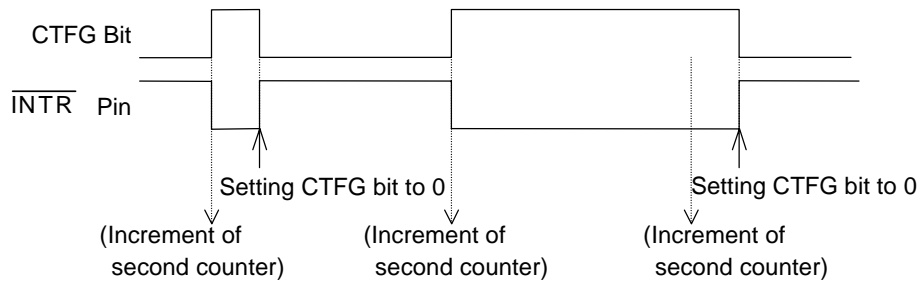 CTFG Bit
INTR Pin
Setting CTFG bit to 0
Setting CTFG bit to 0
(Increment of
second counter)
(Increment of
second counter)
(Increment of
second counter)